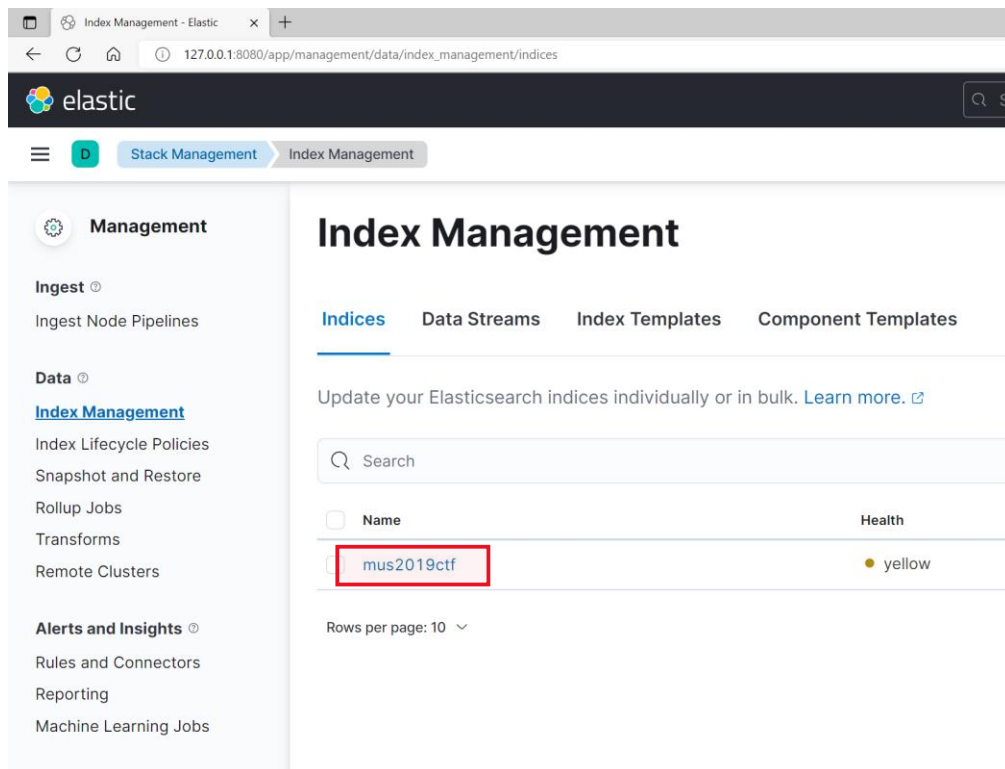 Index Management - Elastic
127.0.0.1:8080/app/management/data/index_management/indices
elastic
D Stack Management Index Management
Management
Ingest
Ingest Node Pipelines
Data
Index Management
Index Lifecycle Policies
Snapshot and Restore
Rollup Jobs
Transforms
Remote Clusters
Alerts and Insights
Rules and Connectors
Reporting
Machine Learning Jobs
Index Management
Indices Data Streams Index Templates Component Templates
Update your Elasticsearch indices individually or in bulk. Learn more.
Search
Name Health
mus2019ctf yellow
Rows per page: 10